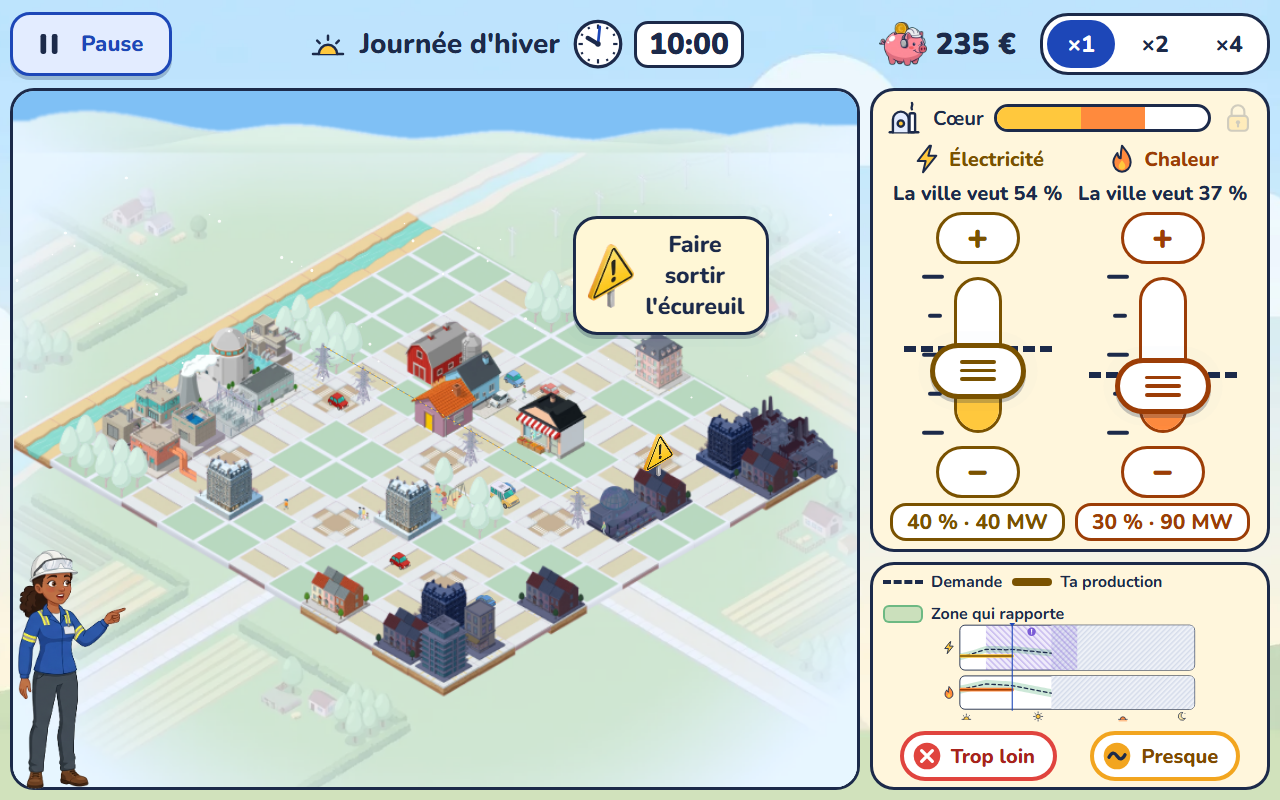 Pause
Journée d'hiver
10:00
235 €
×1
×2
×4
Faire
sortir
l'écureuil
Cœur
Électricité
Chaleur
La ville veut 54 %
La ville veut 37 %
40 % · 40 MW
30 % · 90 MW
Demande
Ta production
Zone qui rapporte
Trop loin
Presque